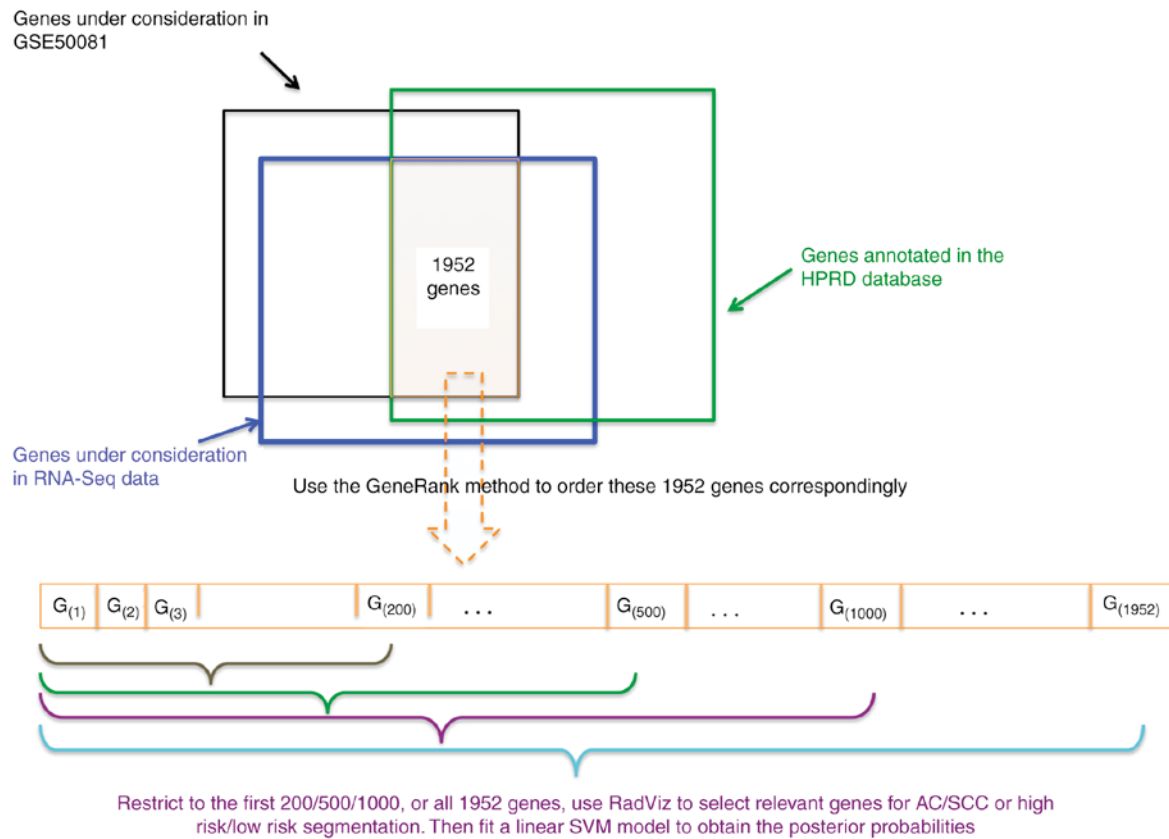 Genes under consideration in
GSE50081
1952
genes
Genes annotated in the
HPRD database
Genes under consideration
in RNA-Seq data
Use the GeneRank method to order these 1952 genes correspondingly
G(1) G(2) G(3) G(200) ... G(500) ... G(1000) ... G(1952)
Restrict to the first 200/500/1000, or all 1952 genes, use RadViz to select relevant genes for AC/SCC or high
risk/low risk segmentation. Then fit a linear SVM model to obtain the posterior probabilities